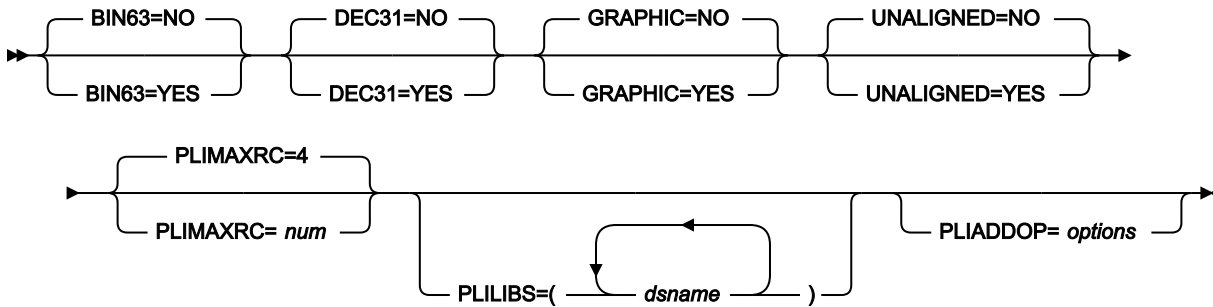 BIN63=NO DEC31=NO GRAPHIC=NO UNALIGNED=NO
BIN63=YES DEC31=YES GRAPHIC=YES UNALIGNED=YES
PLIMAXRC=4
PLIMAXRC= num PLIADDOP= options
PLILIBS=( dsname )